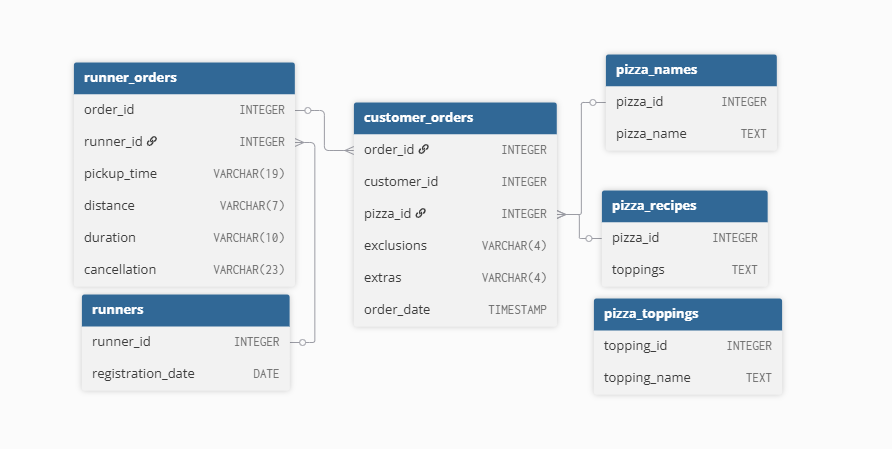 runner_orders
order_id INTEGER
runner_id INTEGER
pickup_time VARCHAR(19)
distance VARCHAR(7)
duration VARCHAR(10)
cancellation VARCHAR(23)
runners
runner_id INTEGER
registration_date DATE
customer_orders
order_id INTEGER
customer_id INTEGER
pizza_id INTEGER
exclusions VARCHAR(4)
extras VARCHAR(4)
order_date TIMESTAMP
pizza_names
pizza_id INTEGER
pizza_name TEXT
pizza_recipes
pizza_id INTEGER
toppings TEXT
pizza_toppings
topping_id INTEGER
topping_name TEXT